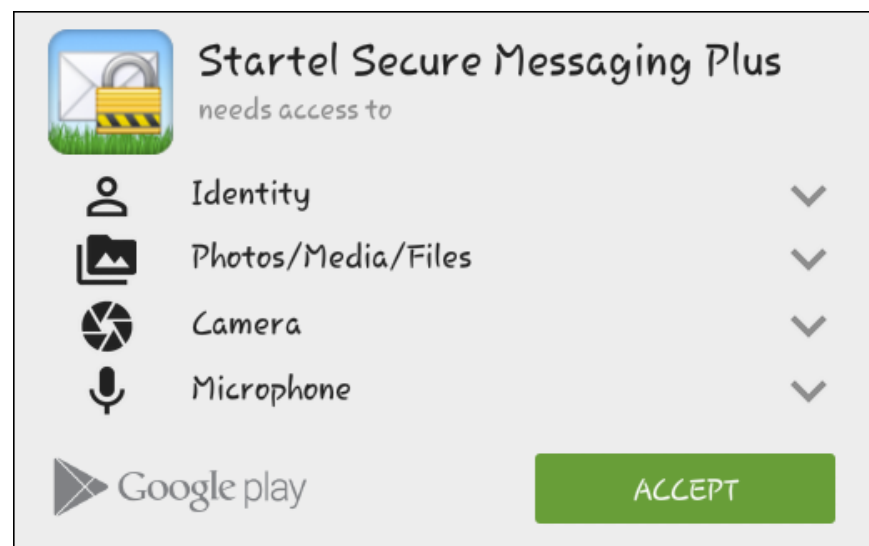 Startel Secure Messaging Plus
needs access to
Identity
Photos/Media/Files
Camera
Microphone
Google play
ACCEPT